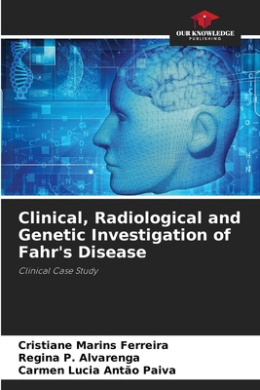 OUR KNOWLEDGE
PUBLISHING
Clinical, Radiological and
Genetic Investigation of
Fahr's Disease
Clinical Case Study
Cristiane Marins Ferreira
Regina P. Alvarenga
Carmen Lucia Antão Paiva